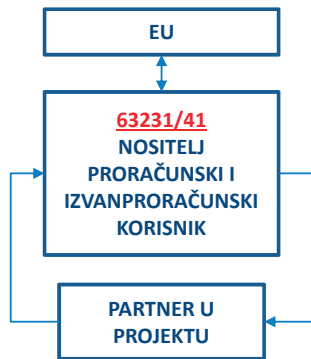 EU
63231/41
NOSITELJ
PRORAČUNSKI I
IZVANPRORAČUNSKI
KORISNIK
PARTNER U
PROJEKTU